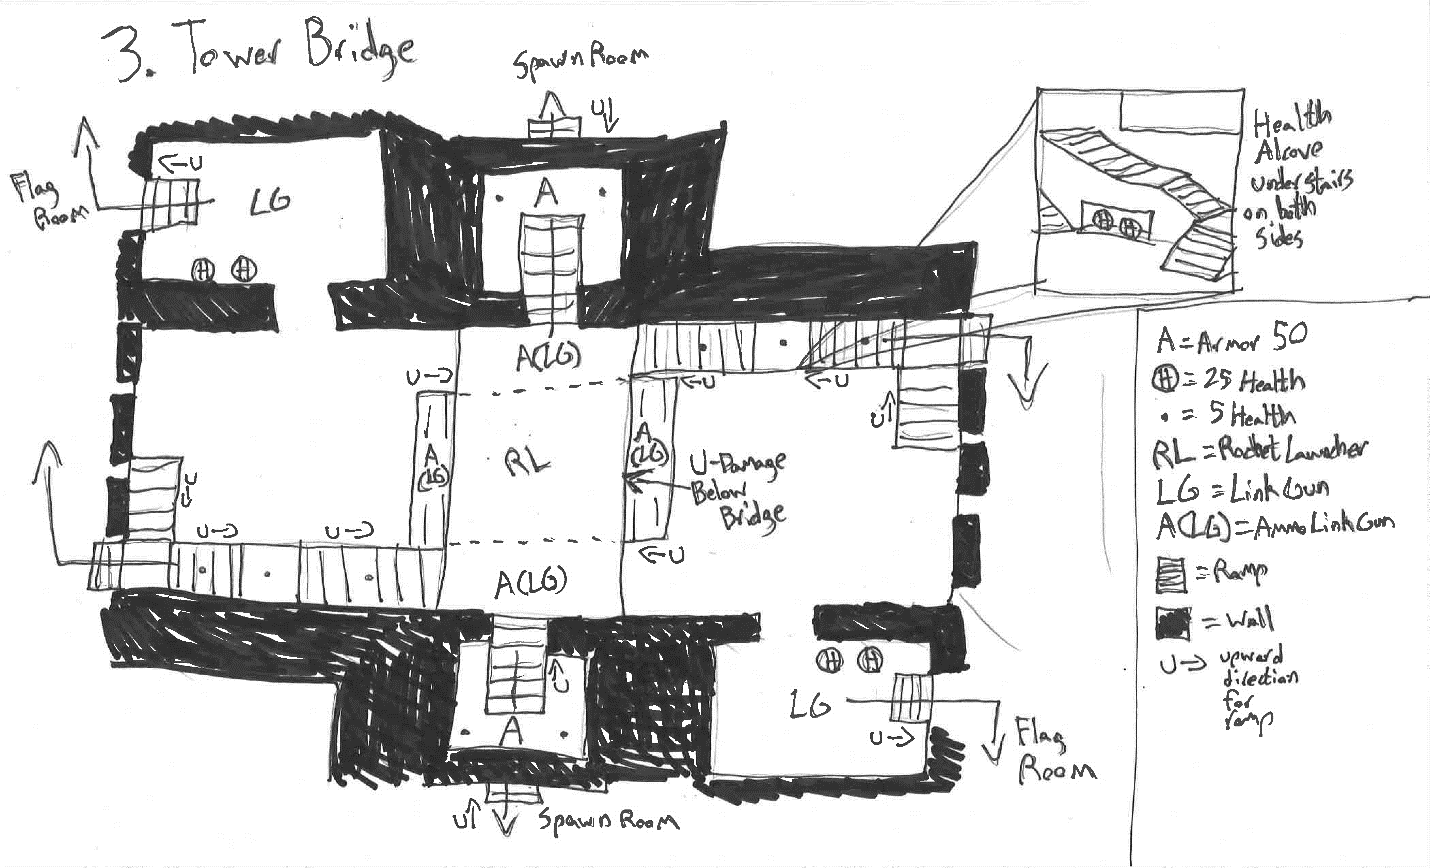 3. Tower Bridge
Spawn Room
U↓
Health
Alcove
under stairs
on both
sides
Flag
Room
←U
LG
A
H H
H H
A(LG)
U→
←U
←U
U↑
A
(LG)
RL
A
(LG)
U-Damage
Below
Bridge
U↓
U→
U→
←U
A(LG)
A = Armor 50
H = 25 Health
• = 5 Health
RL = Rocket Launcher
LG = Link Gun
A(LG) = Ammo Link Gun
= Ramp
= Wall
U→ upward
direction
for
ramp
U↑
A
H H
LG
U→
Flag
Room
U↑
Spawn Room